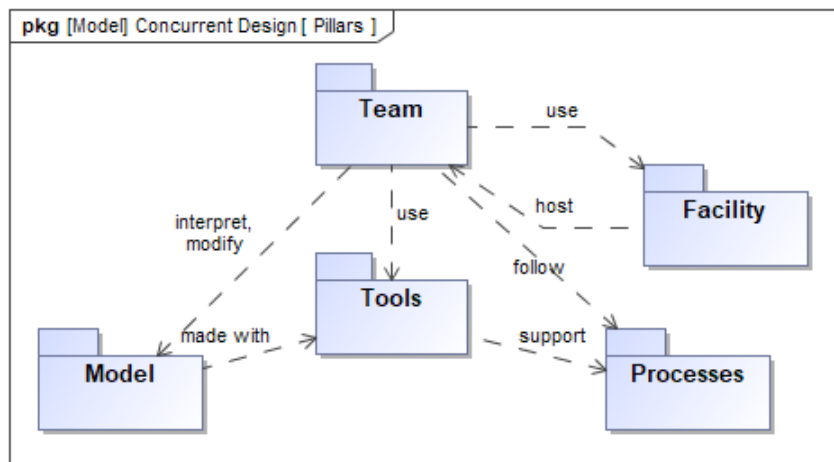 pkg [Model] Concurrent Design [ Pillars ]
Team
use
Facility
host
interpret,
modify
use
follow
Tools
made with
support
Model
Processes